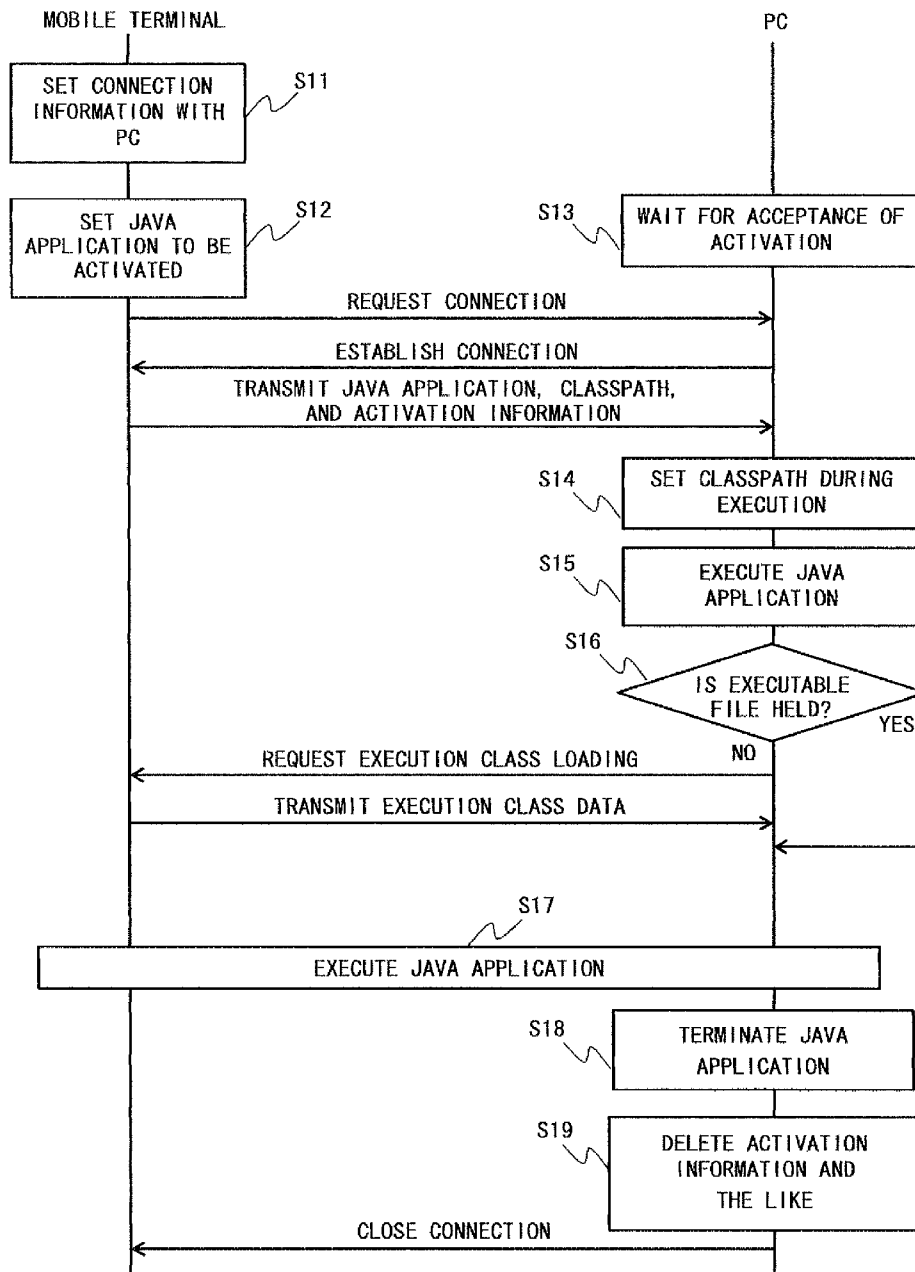 MOBILE TERMINAL
PC
SET CONNECTION
INFORMATION WITH
PC
S11
SET JAVA
APPLICATION TO BE
ACTIVATED
S12
S13
WAIT FOR ACCEPTANCE OF
ACTIVATION
REQUEST CONNECTION
ESTABLISH CONNECTION
TRANSMIT JAVA APPLICATION, CLASSPATH,
AND ACTIVATION INFORMATION
S14
SET CLASSPATH DURING
EXECUTION
S15
EXECUTE JAVA
APPLICATION
S16
IS EXECUTABLE
FILE HELD?
YES
NO
REQUEST EXECUTION CLASS LOADING
TRANSMIT EXECUTION CLASS DATA
S17
EXECUTE JAVA APPLICATION
S18
TERMINATE JAVA
APPLICATION
S19
DELETE ACTIVATION
INFORMATION AND
THE LIKE
CLOSE CONNECTION